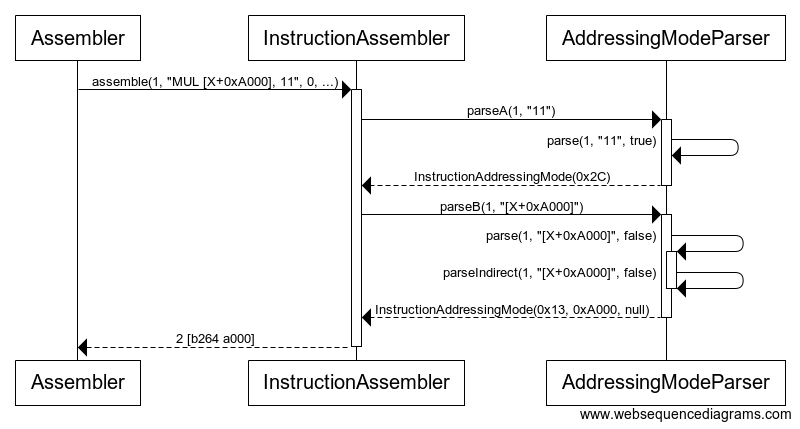 Assembler
InstructionAssembler
AddressingModeParser
assemble(1, "MUL [X+0xA000], 11", 0, ...)
parseA(1, "11")
parse(1, "11", true)
InstructionAddressingMode(0x2C)
parseB(1, "[X+0xA000]")
parse(1, "[X+0xA000]", false)
parseIndirect(1, "[X+0xA000]", false)
InstructionAddressingMode(0x13, 0xA000, null)
2 [b264 a000]
Assembler
InstructionAssembler
AddressingModeParser
www.websequencediagrams.com